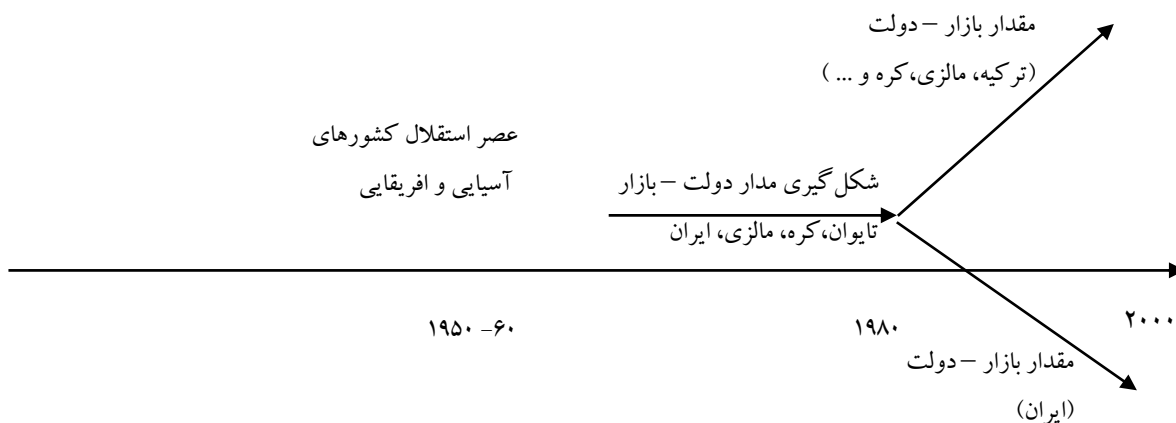 مقدار بازار – دولت
(ترکیه، مالزی،کره و ... )
عصر استقلال کشورهای
آسیایی و افریقایی
شکل‌گیری مدار دولت – بازار
تایوان،کره، مالزی، ایران
۱۹۵۰ –۶۰
۱۹۸۰
۲۰۰۰
مقدار بازار – دولت
(ایران)